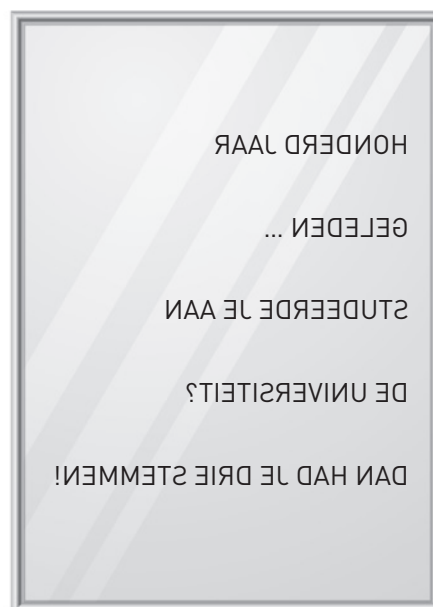 HONDERD JAAR
GELEDEN ...
STUDEERDE JE AAN
DE UNIVERSITEIT?
DAN HAD JE DRIE STEMMEN!